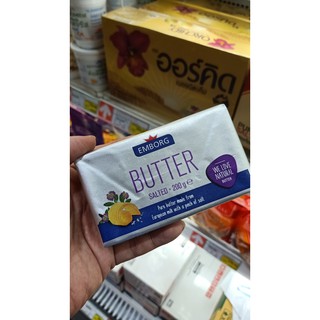 ออร์คิด
EMBORG
BUTTER
SALTED • 200 g e
WE LOVE
NATURAL
BUTTER
Pure butter made from
European milk with a pinch of salt